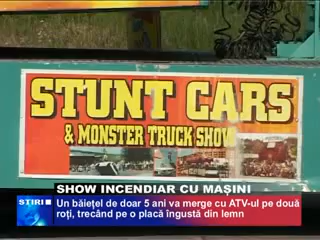 STUNT CARS
& MONSTER TRUCK SHOW
SHOW INCENDIAR CU MAȘINI
ȘTIRI
Un băiețel de doar 5 ani va merge cu ATV-ul pe două
roți, trecând pe o placă îngustă din lemn